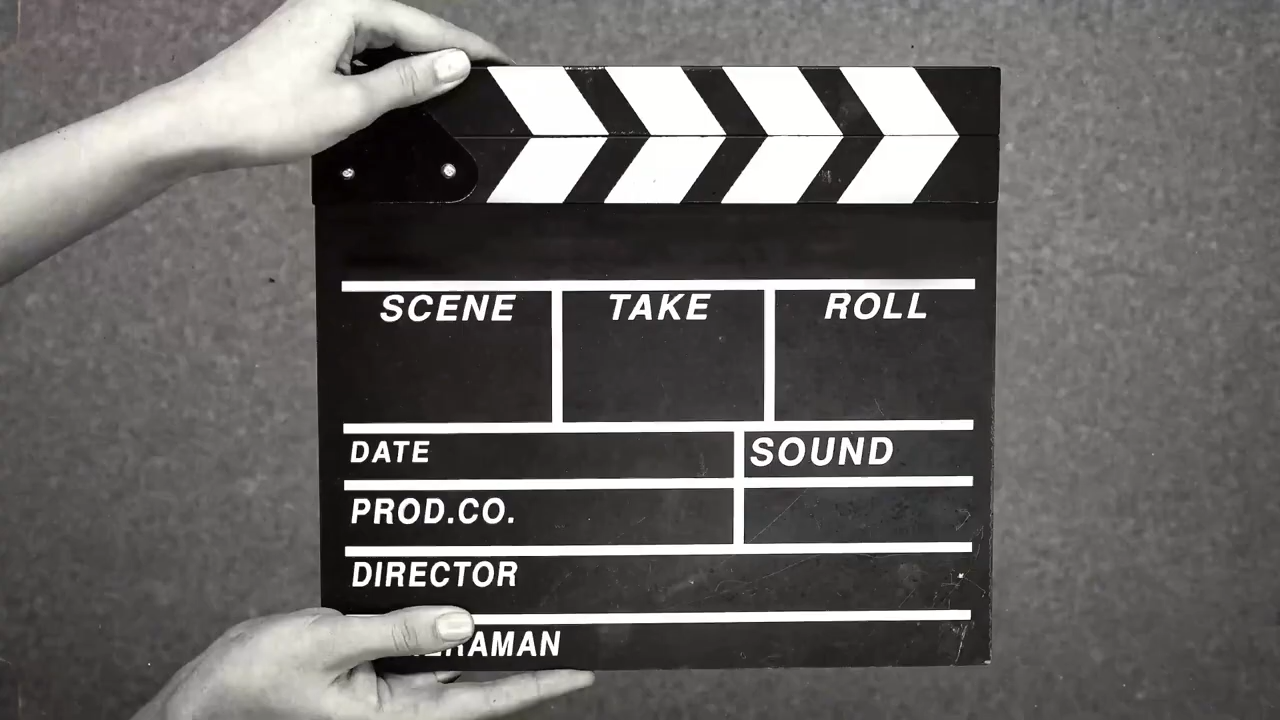 SCENE TAKE ROLL
DATE SOUND
PROD.CO.
DIRECTOR